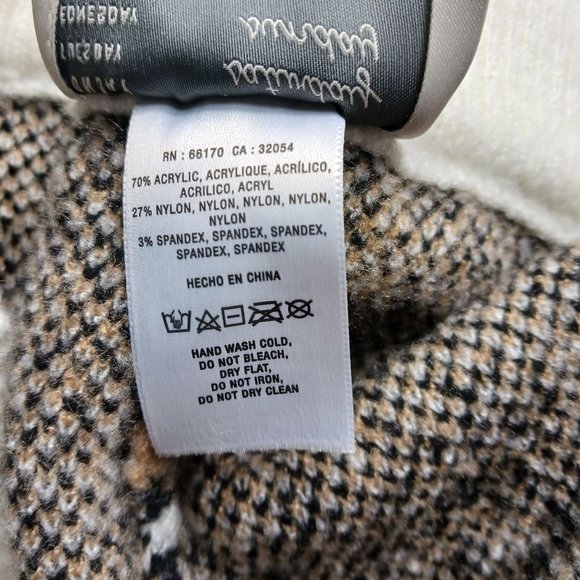 RN : 66170 CA : 32054
70% ACRYLIC, ACRYLIQUE, ACRÍLICO,
ACRILICO, ACRYL
27% NYLON, NYLON, NYLON, NYLON,
NYLON
3% SPANDEX, SPANDEX, SPANDEX,
SPANDEX, SPANDEX
HECHO EN CHINA
HAND WASH COLD,
DO NOT BLEACH,
DRY FLAT,
DO NOT IRON,
DO NOT DRY CLEAN